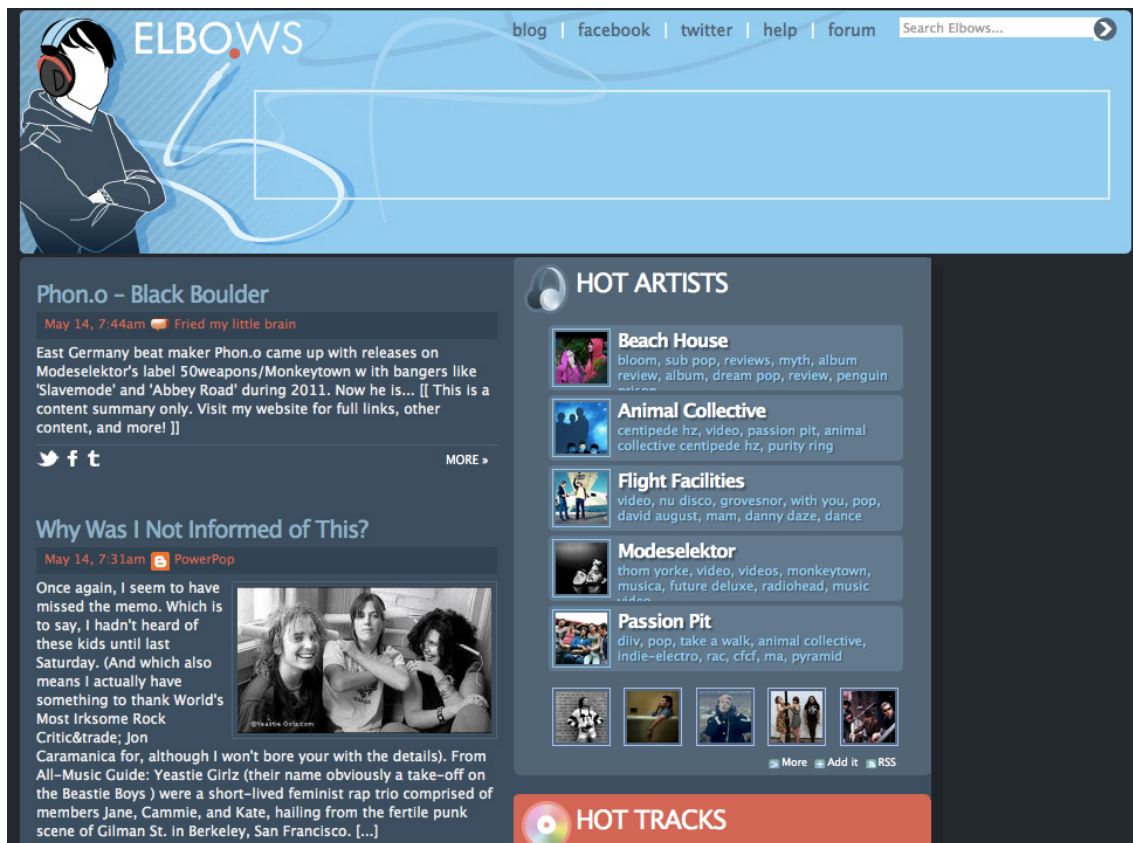 ELBO.WS
blog | facebook | twitter | help | forum
Search Elbows...
D
Phon.o – Black Boulder
May 14, 7:44am Fried my little brain
East Germany beat maker Phon.o came up with releases on
Modeselektor's label 50weapons/Monkeytown w ith bangers like
'Slavemode' and 'Abbey Road' during 2011. Now he is... [[ This is a
content summary only. Visit my website for full links, other
content, and more! ]]
MORE »
Why Was I Not Informed of This?
May 14, 7:31am PowerPop
Once again, I seem to have
missed the memo. Which is
to say, I hadn't heard of
these kids until last
Saturday. (And which also
means I actually have
something to thank World's
Most Irksome Rock
Critic&trade; Jon
Caramanica for, although I won't bore your with the details). From
All-Music Guide: Yeastie Girlz (their name obviously a take-off on
the Beastie Boys ) were a short-lived feminist rap trio comprised of
members Jane, Cammie, and Kate, hailing from the fertile punk
scene of Gilman St. in Berkeley, San Francisco. [...]
©Yeastie Girlz.com
HOT ARTISTS
Beach House
bloom, sub pop, reviews, myth, album
review, album, dream pop, review, penguin
prison
Animal Collective
centipede hz, video, passion pit, animal
collective centipede hz, purity ring
Flight Facilities
video, nu disco, grovesnor, with you, pop,
david august, mam, danny daze, dance
Modeselektor
thom yorke, video, videos, monkeytown,
musica, future deluxe, radiohead, music
video
Passion Pit
diiv, pop, take a walk, animal collective,
indie-electro, rac, cfcf, ma, pyramid
More Add it RSS
HOT TRACKS